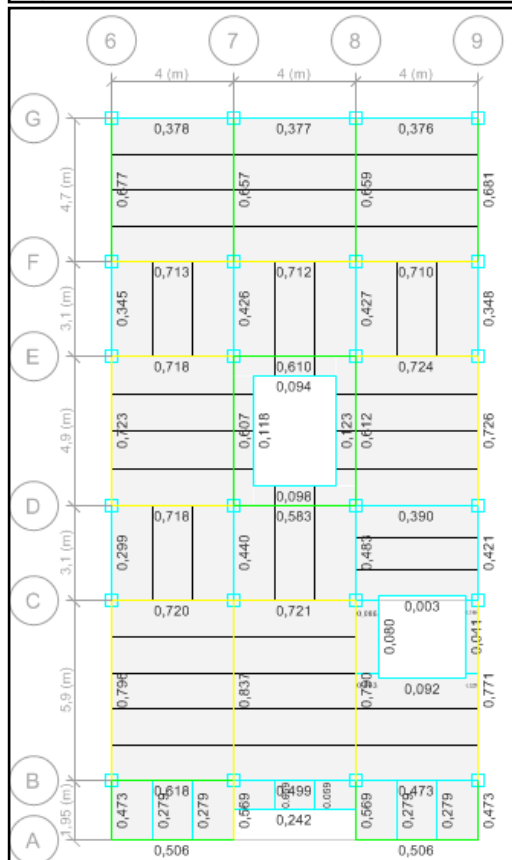 6 7 8 9
4 (m) 4 (m) 4 (m)
G
0,378 0,377 0,376
4,7 (m) 0,677 0,657 0,659 0,681
F
0,713 0,712 0,710
3,1 (m) 0,345 0,426 0,427 0,348
E
0,718 0,610 0,724
0,094
4,9 (m) 0,723 0,607 0,118 0,123 0,612 0,726
0,098
D
0,718 0,583 0,390
3,1 (m) 0,299 0,440 0,483 0,421
C
0,003
0,720 0,721
0,080 0,041
5,9 (m) 0,837 0,771
0,092
B
0,618 0,499 0,473
1,95 (m) 0,473 0,279 0,279 0,569 0,059 0,569 0,279 0,279 0,473
0,242
A
0,506 0,506